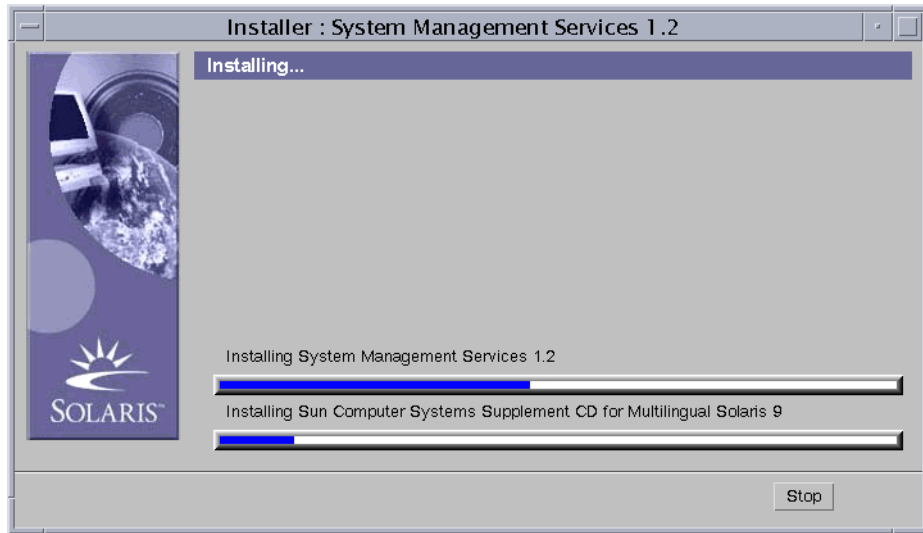 Installer : System Management Services 1.2
Installing...
Installing System Management Services 1.2
Installing Sun Computer Systems Supplement CD for Multilingual Solaris 9
SOLARIS™
Stop